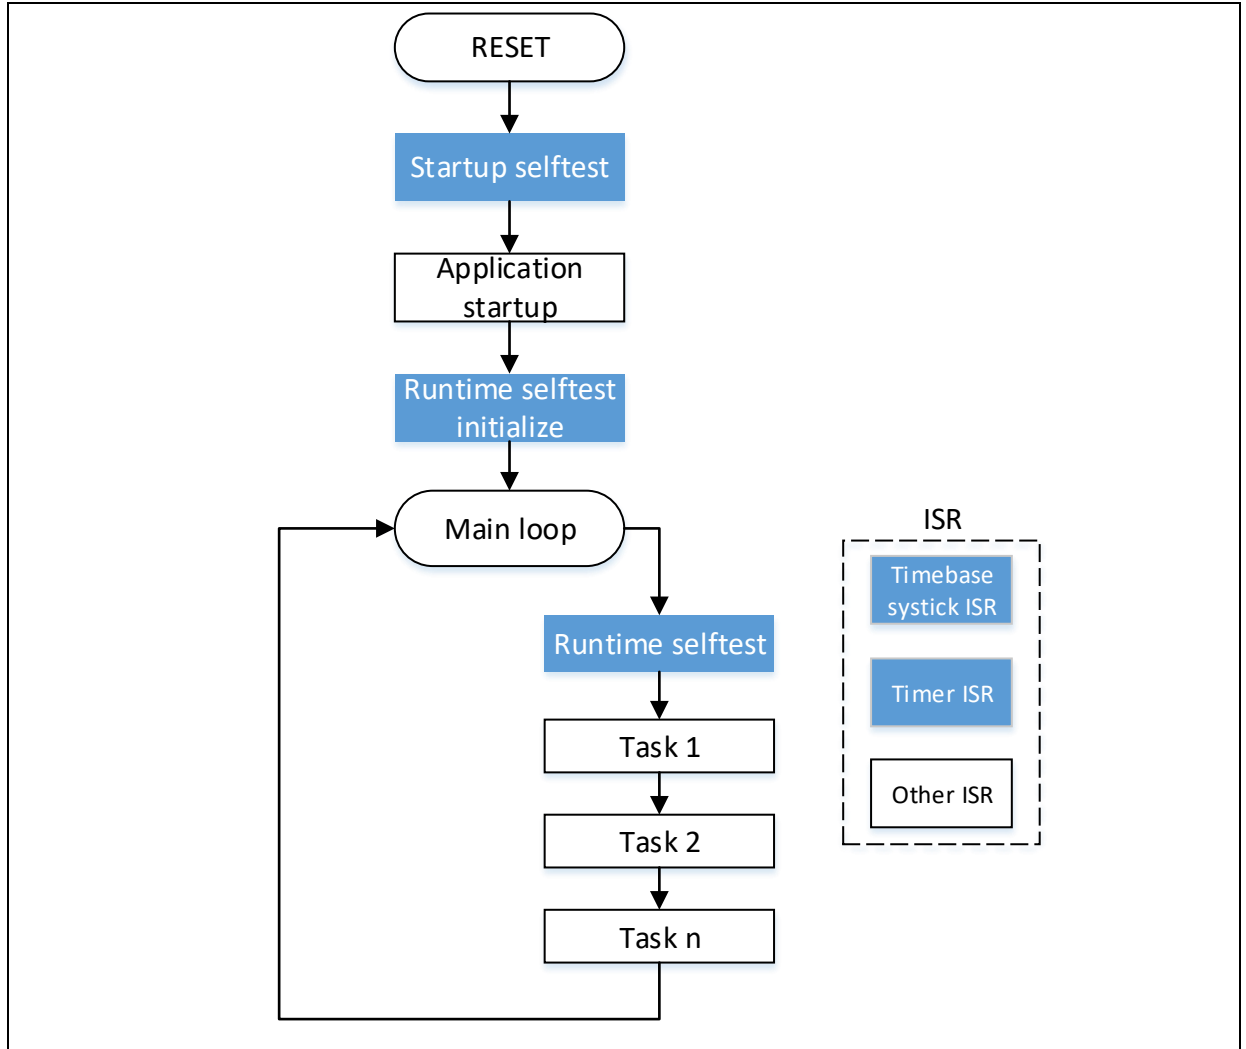 RESET
Startup selftest
Application
startup
Runtime selftest
initialize
Main loop
Runtime selftest
Task 1
Task 2
Task n
ISR
Timebase
systick ISR
Timer ISR
Other ISR